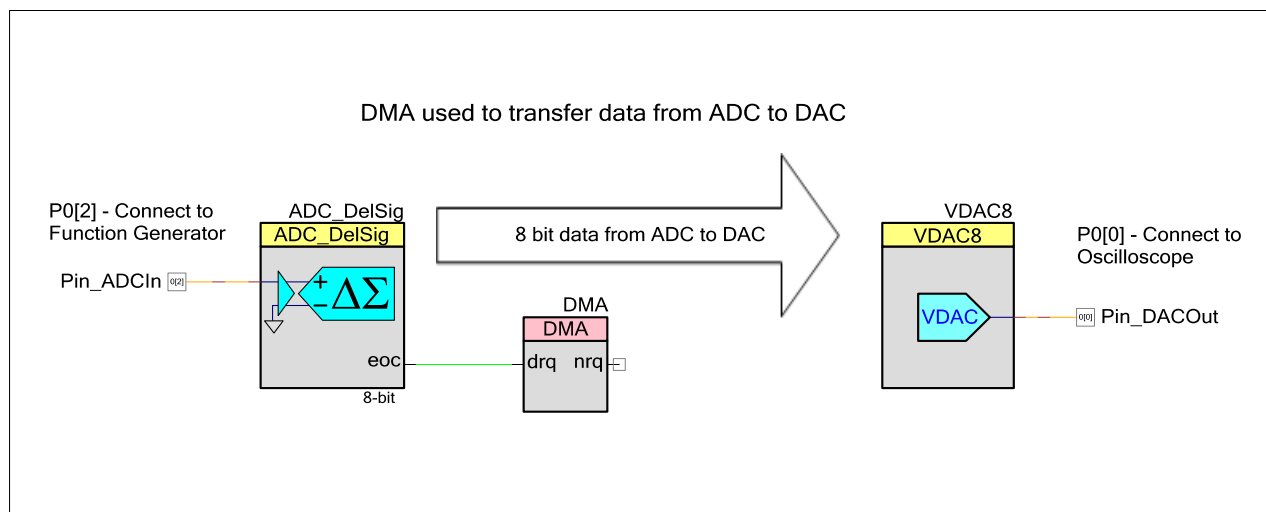 DMA used to transfer data from ADC to DAC
P0[2] - Connect to
Function Generator
ADC_DelSig
ADC_DelSig
8 bit data from ADC to DAC
VDAC8
VDAC8
P0[0] - Connect to
Oscilloscope
Pin_ADCIn
0[2]
+
-
ΔΣ
DMA
DMA
VDAC
0[0]
Pin_DACOut
eoc
drq
nrq
8-bit